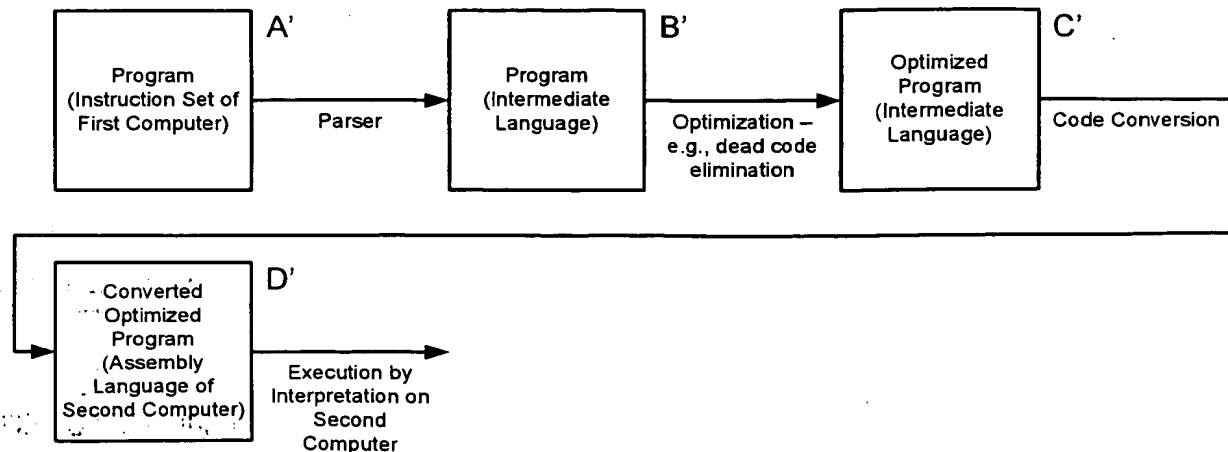 A'
Program
(Instruction Set of
First Computer)
Parser
B'
Program
(Intermediate
Language)
Optimization –
e.g., dead code
elimination
C'
Optimized
Program
(Intermediate
Language)
Code Conversion
D'
Converted
Optimized
Program
(Assembly
Language of
Second Computer)
Execution by
Interpretation on
Second
Computer